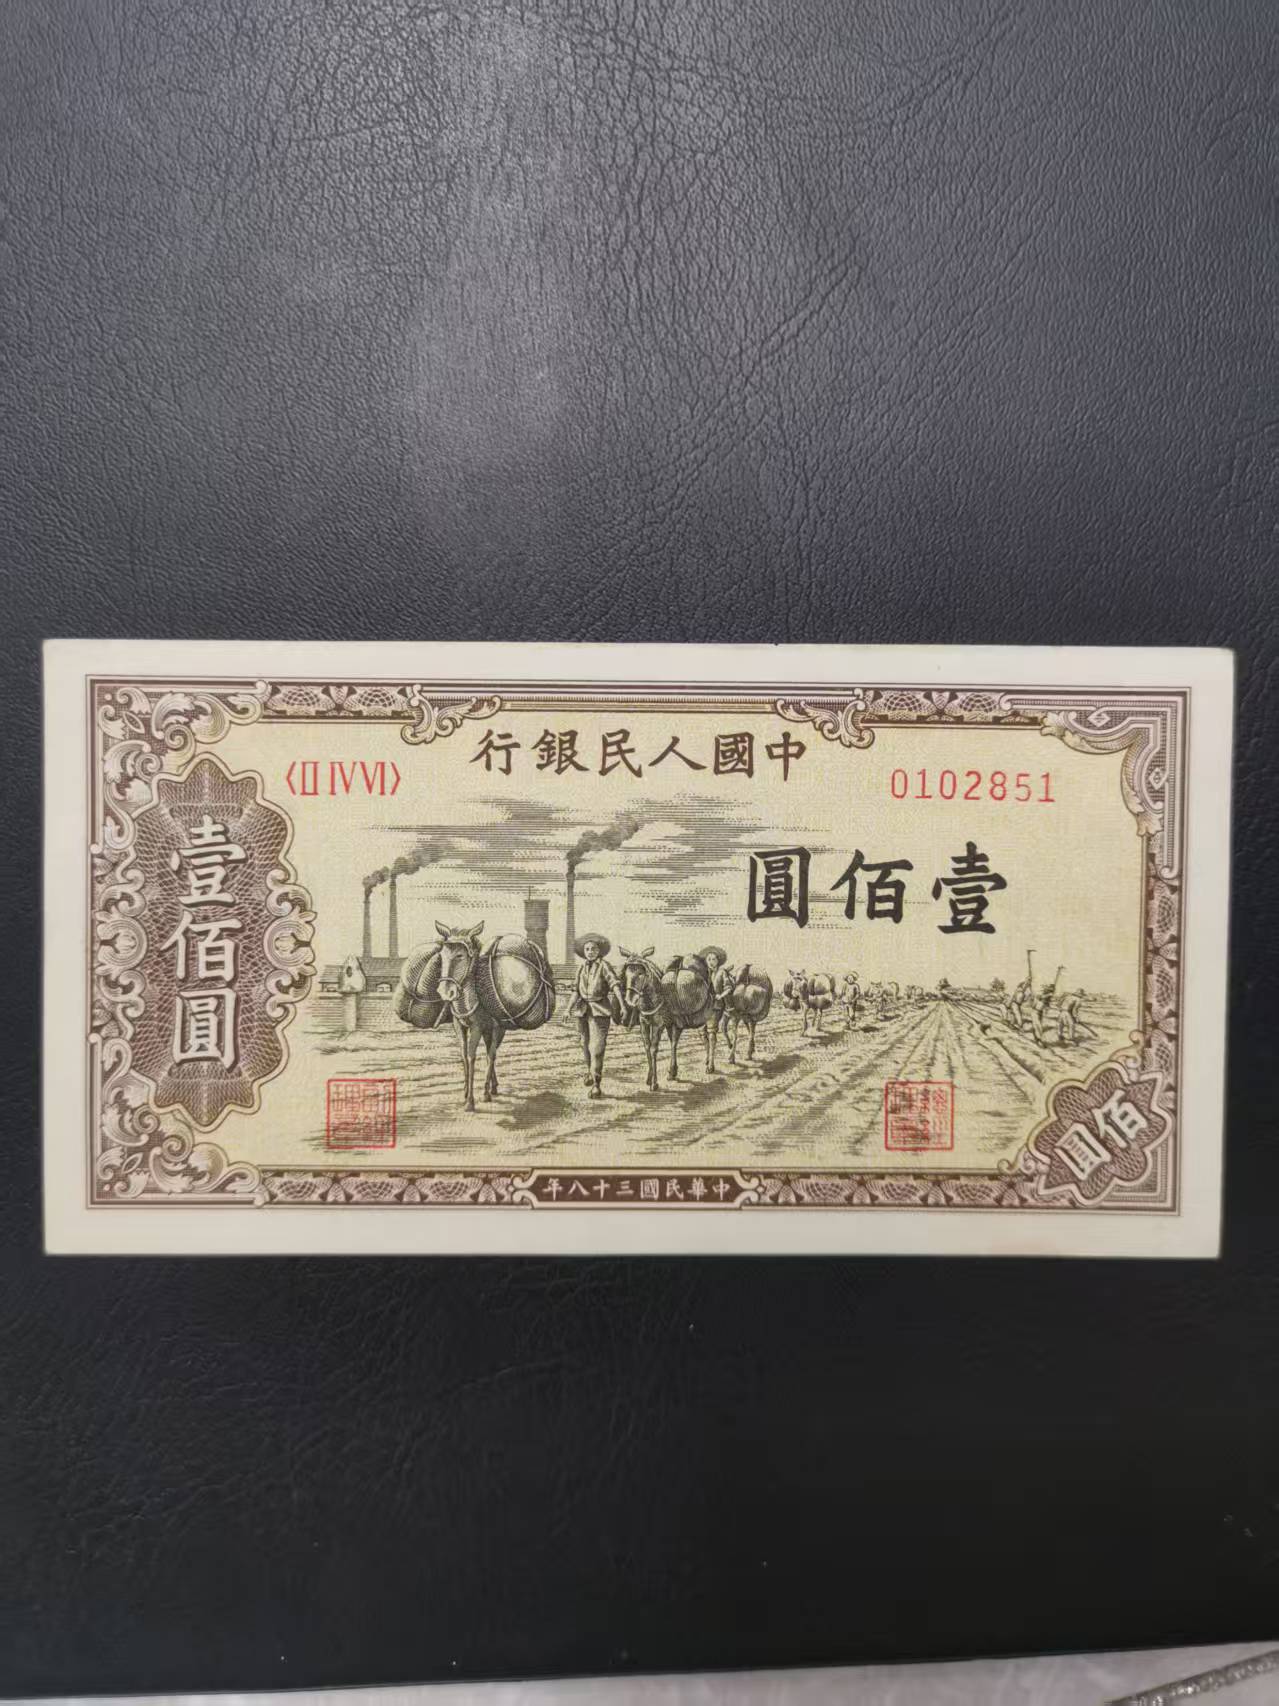 中國人民銀行
〈II IV VI〉
0102851
壹佰圓
壹佰圓
佰圓
中華民國三十八年